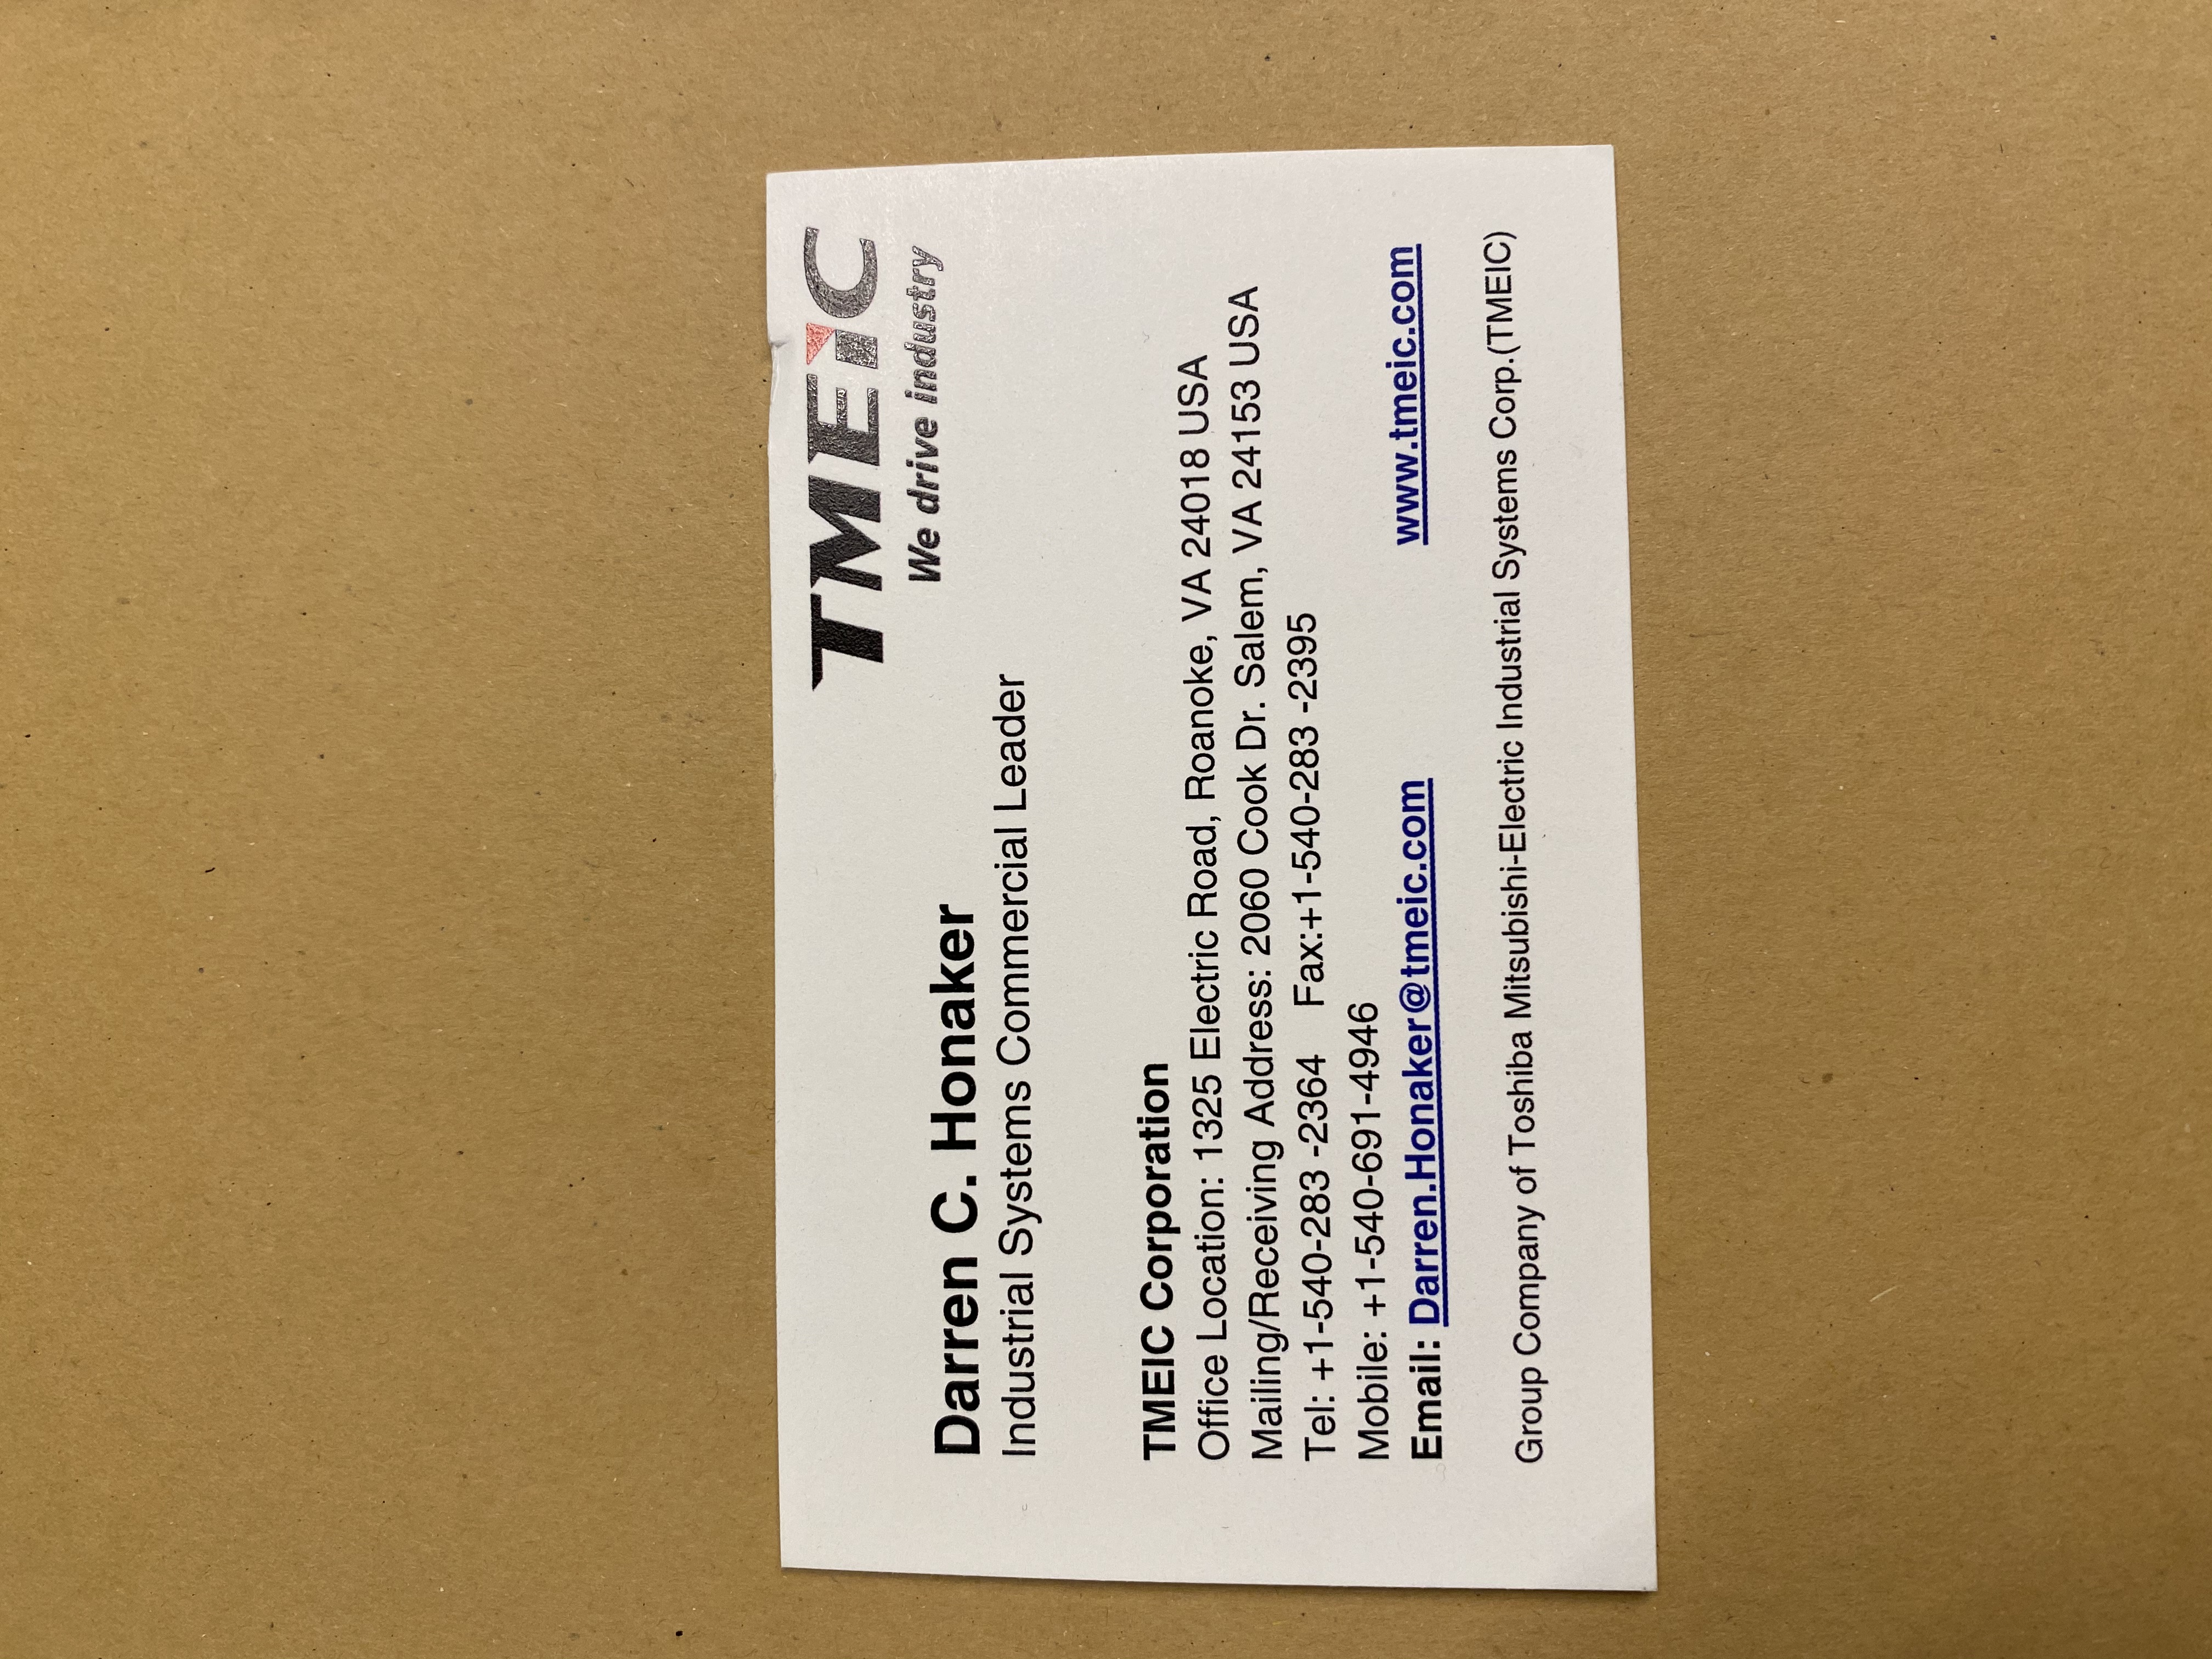 TMEiC
We drive industry
Darren C. Honaker
Industrial Systems Commercial Leader
TMEIC Corporation
Office Location: 1325 Electric Road, Roanoke, VA 24018 USA
Mailing/Receiving Address: 2060 Cook Dr. Salem, VA 24153 USA
Tel: +1-540-283 -2364    Fax:+1-540-283 -2395
Mobile: +1-540-691-4946
Email: Darren.Honaker@tmeic.com    www.tmeic.com
Group Company of Toshiba Mitsubishi-Electric Industrial Systems Corp.(TMEIC)